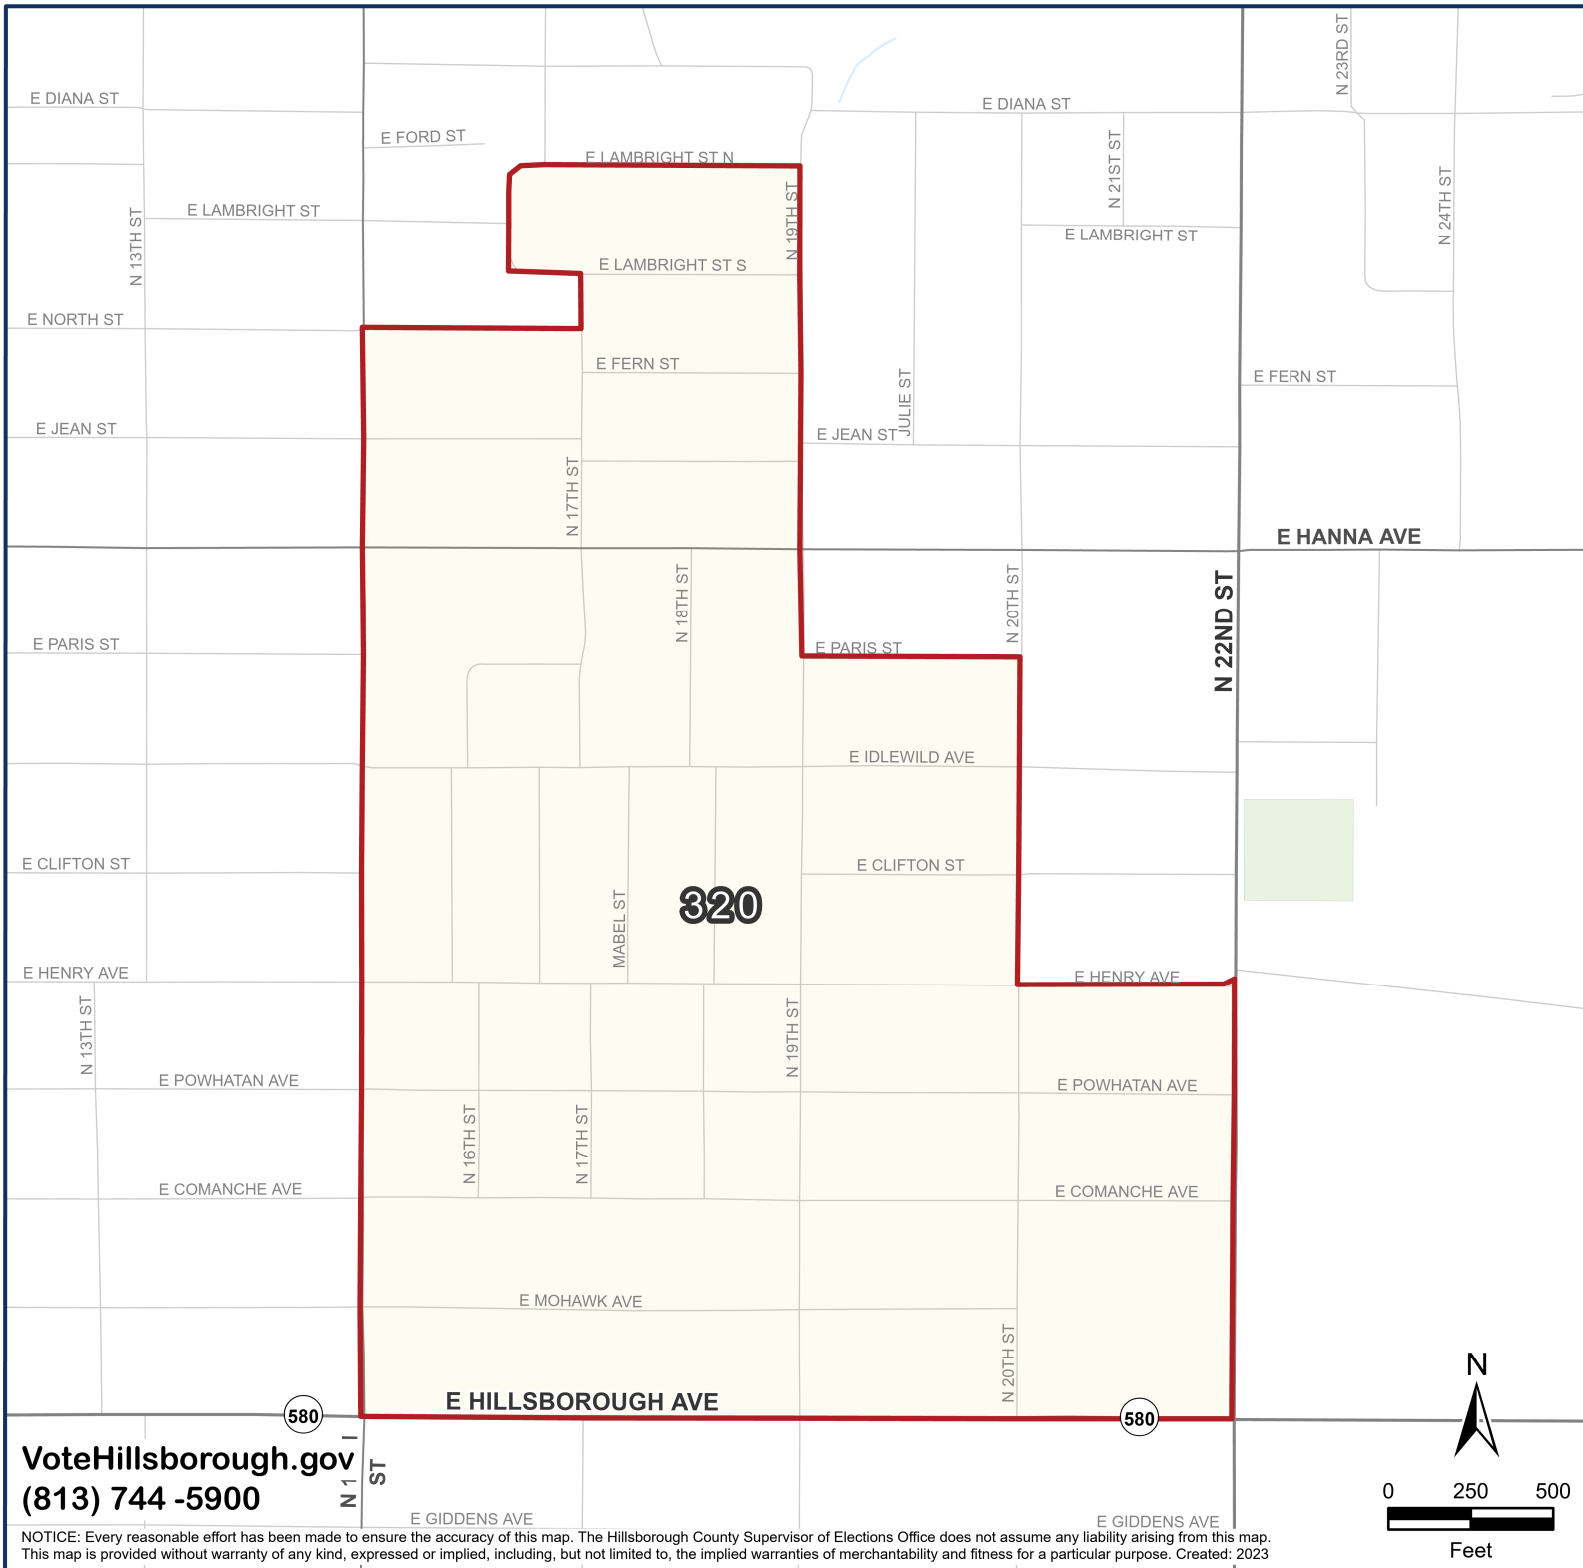 N 23RD ST
E DIANA ST
E DIANA ST
E FORD ST
N 21ST ST
E LAMBRIGHT ST N
N 24TH ST
N 19TH ST
E LAMBRIGHT ST
N 13TH ST
E LAMBRIGHT ST
E LAMBRIGHT ST S
E NORTH ST
E FERN ST
E FERN ST
JULIE ST
E JEAN ST
E JEAN ST
N 17TH ST
E HANNA AVE
N 18TH ST
N 20TH ST
N 22ND ST
E PARIS ST
E PARIS ST
E IDLEWILD AVE
E CLIFTON ST
E CLIFTON ST
320
MABEL ST
E HENRY AVE
E HENRY AVE
N 13TH ST
N 19TH ST
E POWHATAN AVE
E POWHATAN AVE
N 16TH ST
N 17TH ST
E COMANCHE AVE
E COMANCHE AVE
E MOHAWK AVE
N 20TH ST
N
E HILLSBOROUGH AVE
580
580
VoteHillsborough.gov
(813) 744 -5900
N 1
ST
0 250 500
Feet
E GIDDENS AVE
E GIDDENS AVE
NOTICE: Every reasonable effort has been made to ensure the accuracy of this map. The Hillsborough County Supervisor of Elections Office does not assume any liability arising from this map.
This map is provided without warranty of any kind, expressed or implied, including, but not limited to, the implied warranties of merchantability and fitness for a particular purpose. Created: 2023